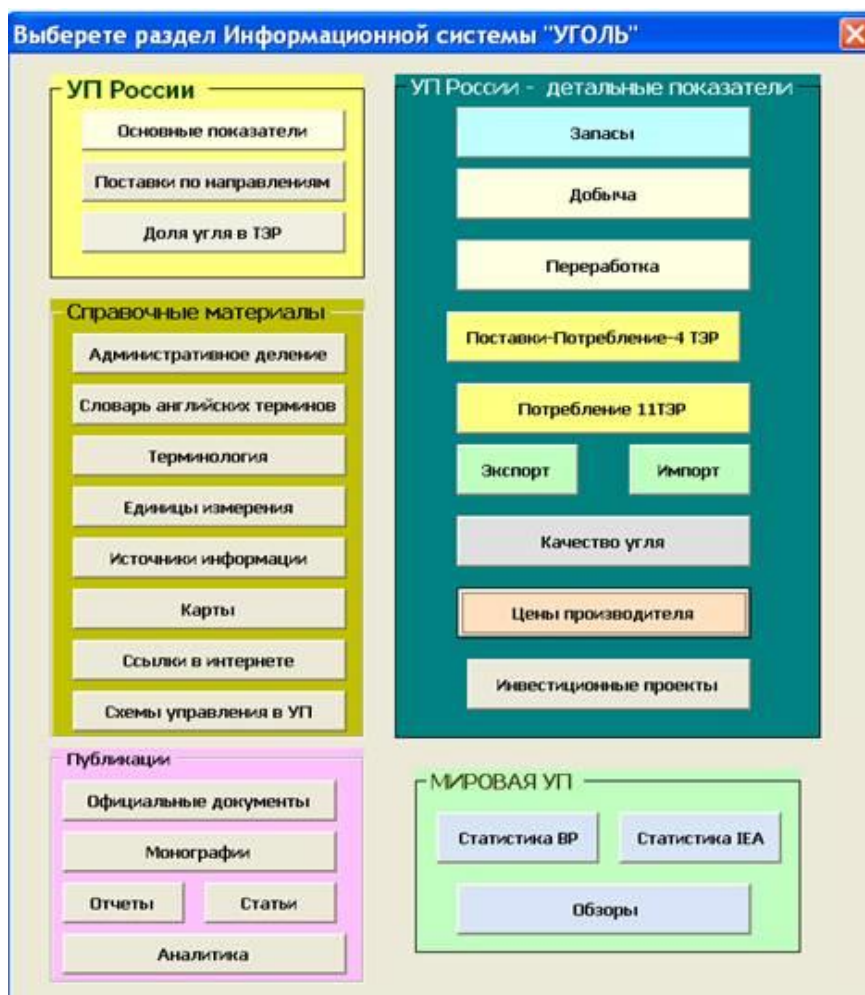 Выберете раздел Информационной системы "УГОЛЬ"
УП России
Основные показатели
Поставки по направлениям
Доля угля в ТЭР
Справочные материалы
Административное деление
Словарь английских терминов
Терминология
Единицы измерения
Источники информации
Карты
Ссылки в интернете
Схемы управления в УП
Публикации
Официальные документы
Монографии
Отчеты Статьи
Аналитика
УП России - детальные показатели
Запасы
Добыча
Переработка
Поставки-Потребление-4 ТЭР
Потребление 11ТЭР
Экспорт Импорт
Качество угля
Цены производителя
Инвестиционные проекты
МИРОВАЯ УП
Статистика BP Статистика IEA
Обзоры